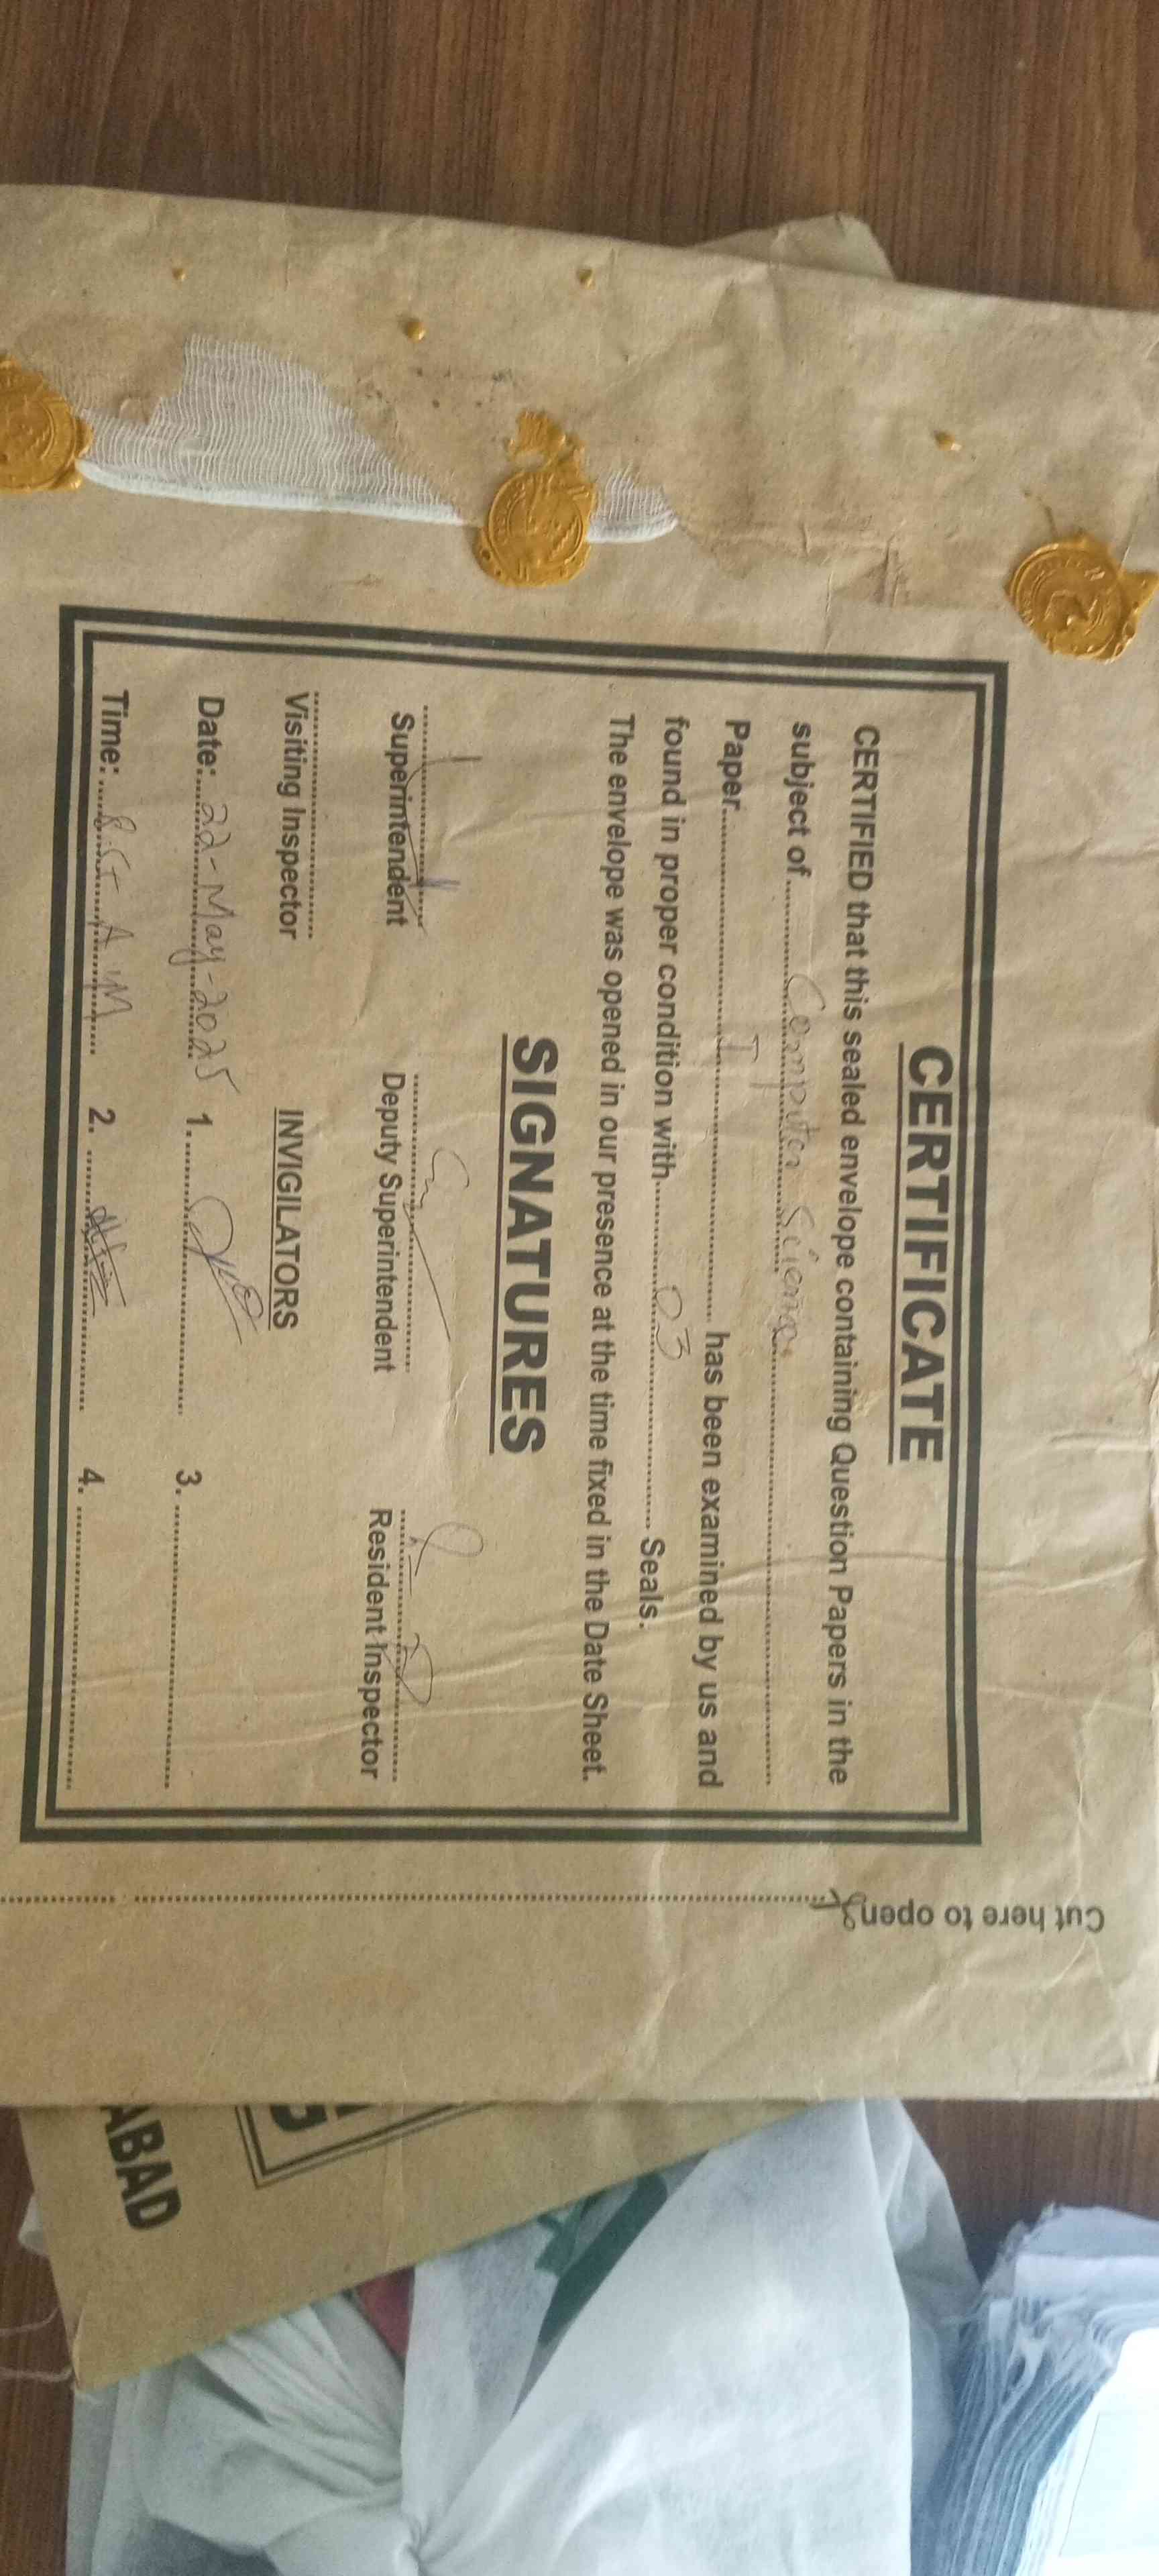 CERTIFICATE
CERTIFIED that this sealed envelope containing Question Papers in the
subject of Computer Science
Paper I has been examined by us and
found in proper condition with 03 Seals.
The envelope was opened in our presence at the time fixed in the Date Sheet.
SIGNATURES
Superintendent Deputy Superintendent Resident Inspector
Visiting Inspector INVIGILATORS
Date: 22-May-2025 1. 3.
Time: AM 2. 4.
Cut here to open
ABAD